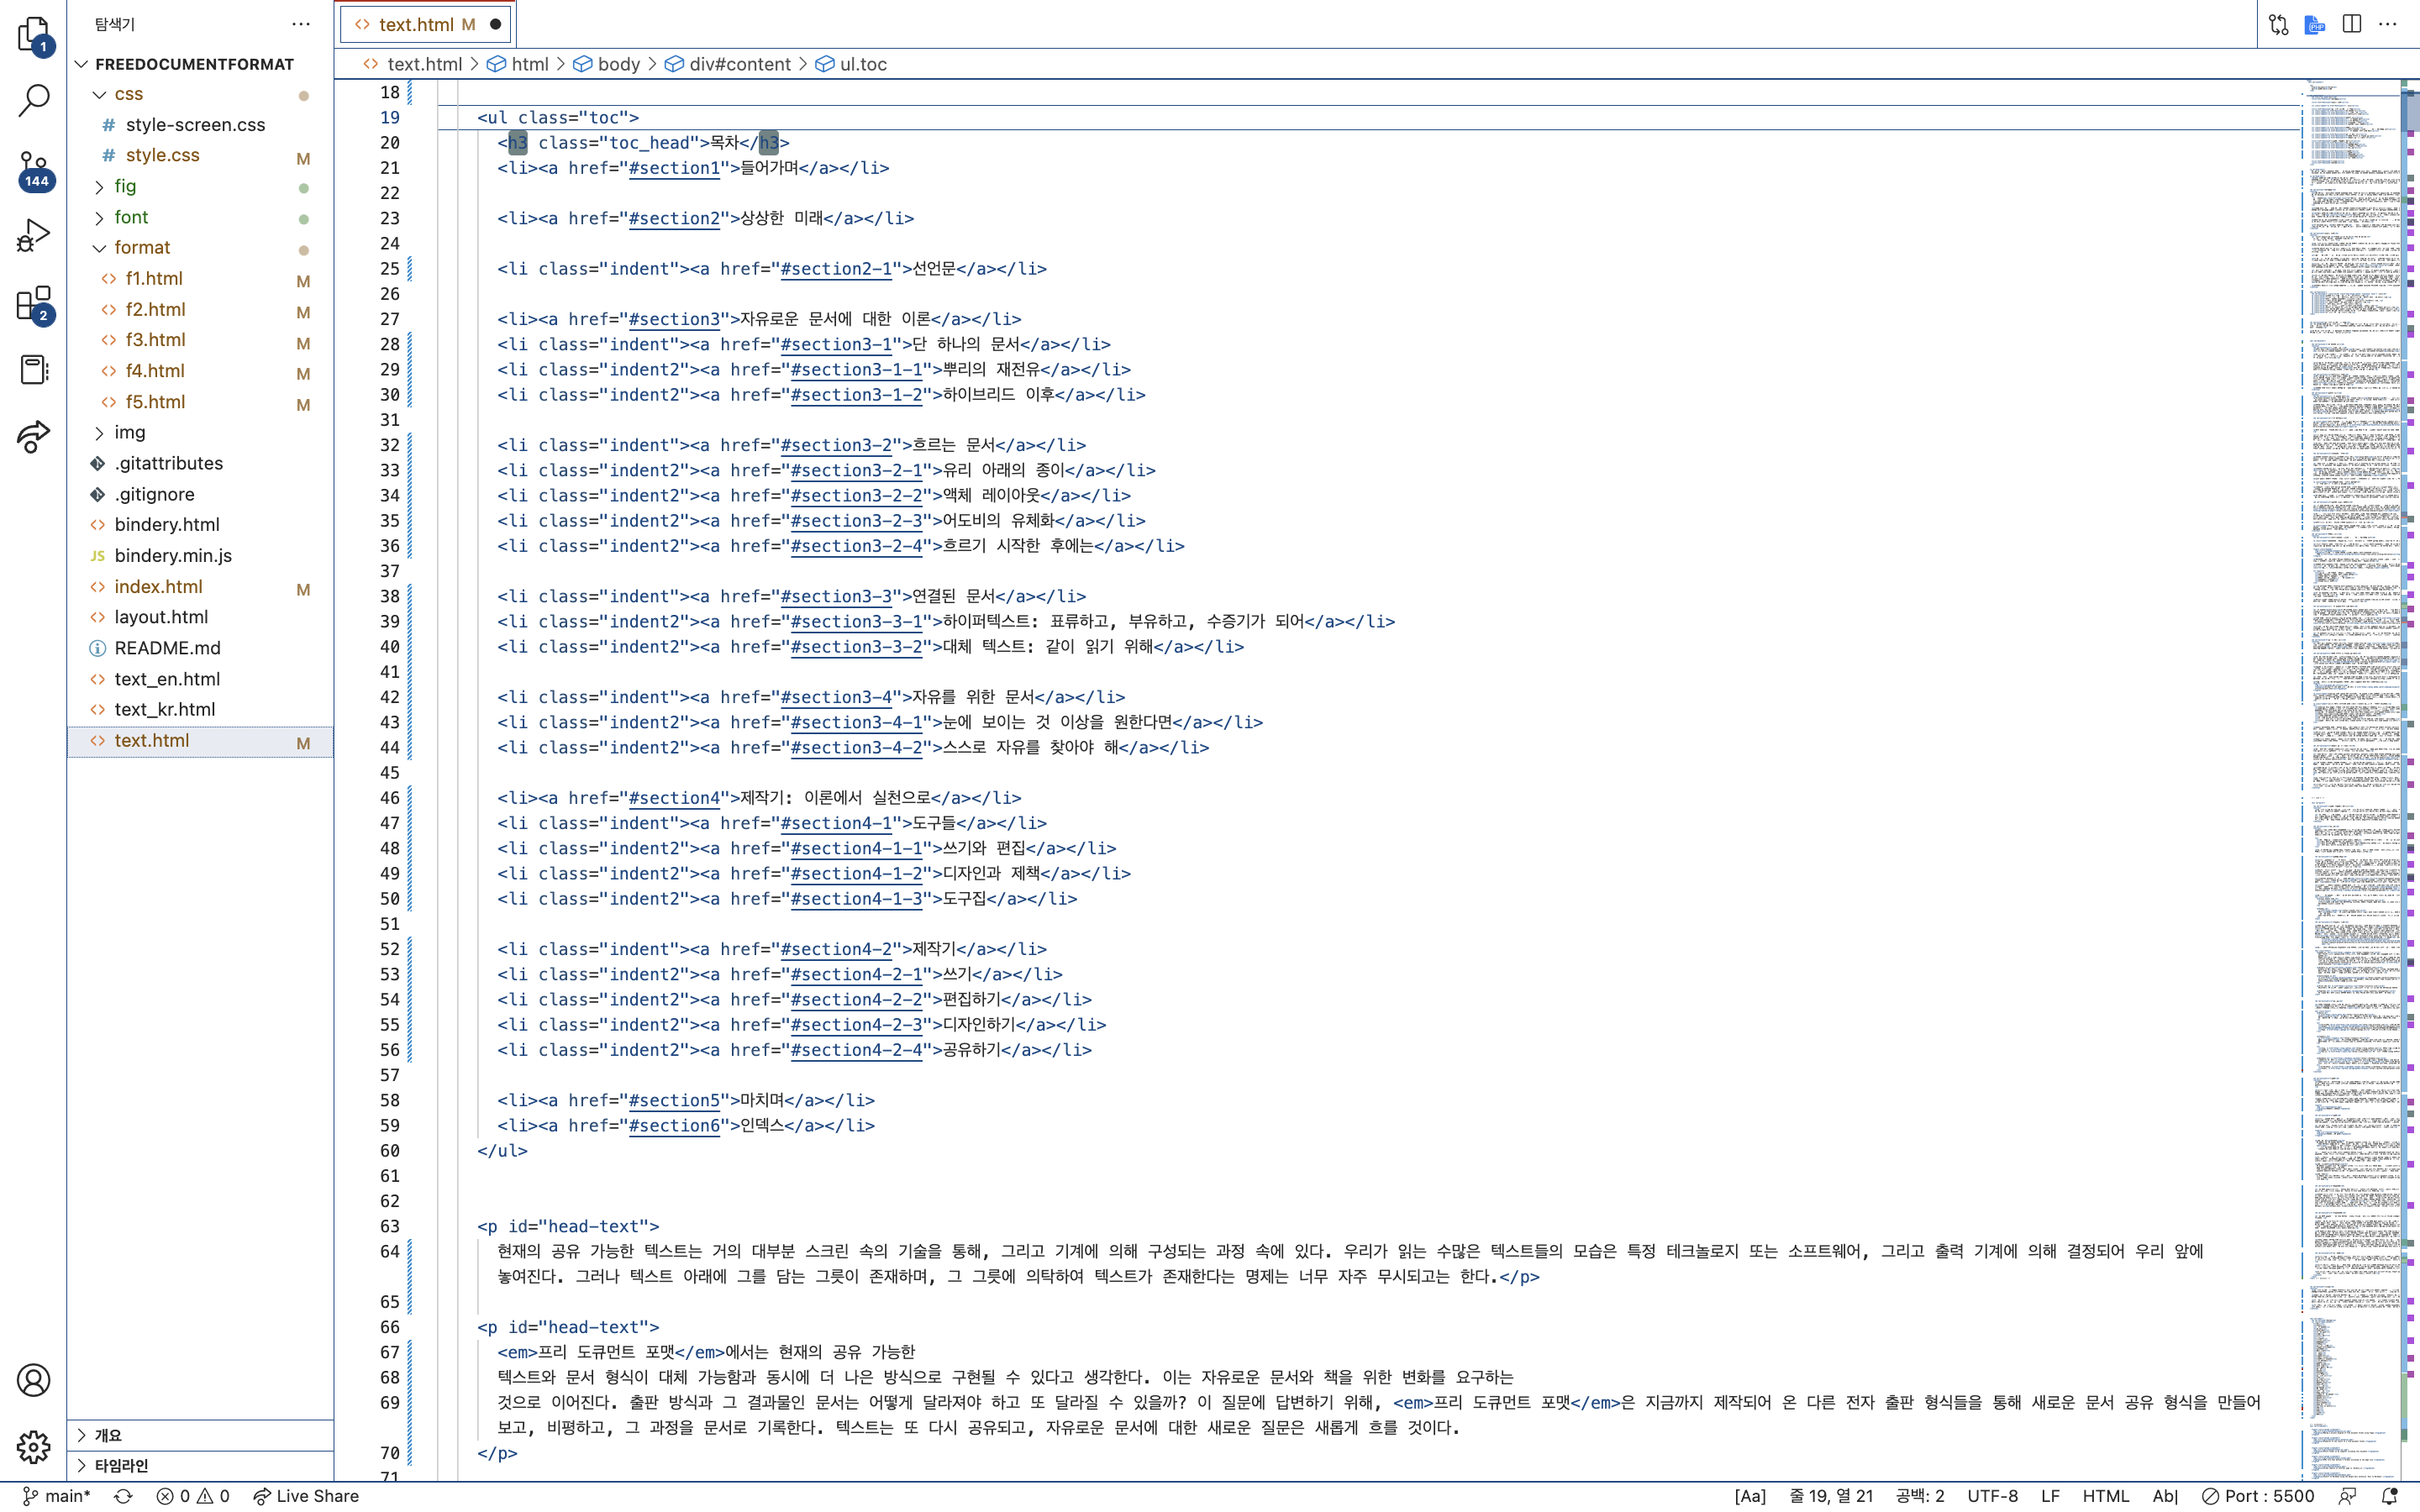 탐색기
1
144
2
FREEDOCUMENTFORMAT
css
style-screen.css
style.css M
fig
font
format
f1.html M
f2.html M
f3.html M
f4.html M
f5.html M
img
.gitattributes
.gitignore
bindery.html
JS bindery.min.js
index.html M
layout.html
README.md
text_en.html
text_kr.html
text.html M
개요
타임라인
text.html M
text.html > html > body > div#content > ul.toc
18
19 <ul class="toc">
20 <h3 class="toc_head">목차</h3>
21 <li><a href="#section1">들어가며</a></li>
22
23 <li><a href="#section2">상상한 미래</a></li>
24
25 <li class="indent"><a href="#section2-1">선언문</a></li>
26
27 <li><a href="#section3">자유로운 문서에 대한 이론</a></li>
28 <li class="indent"><a href="#section3-1">단 하나의 문서</a></li>
29 <li class="indent2"><a href="#section3-1-1">뿌리의 재전유</a></li>
30 <li class="indent2"><a href="#section3-1-2">하이브리드 이후</a></li>
31
32 <li class="indent"><a href="#section3-2">흐르는 문서</a></li>
33 <li class="indent2"><a href="#section3-2-1">유리 아래의 종이</a></li>
34 <li class="indent2"><a href="#section3-2-2">액체 레이아웃</a></li>
35 <li class="indent2"><a href="#section3-2-3">어도비의 유체화</a></li>
36 <li class="indent2"><a href="#section3-2-4">흐르기 시작한 후에는</a></li>
37
38 <li class="indent"><a href="#section3-3">연결된 문서</a></li>
39 <li class="indent2"><a href="#section3-3-1">하이퍼텍스트: 표류하고, 부유하고, 수증기가 되어</a></li>
40 <li class="indent2"><a href="#section3-3-2">대체 텍스트: 같이 읽기 위해</a></li>
41
42 <li class="indent"><a href="#section3-4">자유를 위한 문서</a></li>
43 <li class="indent2"><a href="#section3-4-1">눈에 보이는 것 이상을 원한다면</a></li>
44 <li class="indent2"><a href="#section3-4-2">스스로 자유를 찾아야 해</a></li>
45
46 <li><a href="#section4">제작기: 이론에서 실천으로</a></li>
47 <li class="indent"><a href="#section4-1">도구들</a></li>
48 <li class="indent2"><a href="#section4-1-1">쓰기와 편집</a></li>
49 <li class="indent2"><a href="#section4-1-2">디자인과 제책</a></li>
50 <li class="indent2"><a href="#section4-1-3">도구집</a></li>
51
52 <li class="indent"><a href="#section4-2">제작기</a></li>
53 <li class="indent2"><a href="#section4-2-1">쓰기</a></li>
54 <li class="indent2"><a href="#section4-2-2">편집하기</a></li>
55 <li class="indent2"><a href="#section4-2-3">디자인하기</a></li>
56 <li class="indent2"><a href="#section4-2-4">공유하기</a></li>
57
58 <li><a href="#section5">마치며</a></li>
59 <li><a href="#section6">인덱스</a></li>
60 </ul>
61
62
63 <p id="head-text">
64 현재의 공유 가능한 텍스트는 거의 대부분 스크린 속의 기술을 통해, 그리고 기계에 의해 구성되는 과정 속에 있다. 우리가 읽는 수많은 텍스트들의 모습은 특정 테크놀로지 또는 소프트웨어, 그리고 출력 기계에 의해 결정되어 우리 앞에
놓여진다. 그러나 텍스트 아래에 그를 담는 그릇이 존재하며, 그 그릇에 의탁하여 텍스트가 존재한다는 명제는 너무 자주 무시되고는 한다.</p>
65
66 <p id="head-text">
67 <em>프리 도큐먼트 포맷</em>에서는 현재의 공유 가능한
68 텍스트와 문서 형식이 대체 가능함과 동시에 더 나은 방식으로 구현될 수 있다고 생각한다. 이는 자유로운 문서와 책을 위한 변화를 요구하는
69 것으로 이어진다. 출판 방식과 그 결과물인 문서는 어떻게 달라져야 하고 또 달라질 수 있을까? 이 질문에 답변하기 위해, <em>프리 도큐먼트 포맷</em>은 지금까지 제작되어 온 다른 전자 출판 형식들을 통해 새로운 문서 공유 형식을 만들어
보고, 비평하고, 그 과정을 문서로 기록한다. 텍스트는 또 다시 공유되고, 자유로운 문서에 대한 새로운 질문은 새롭게 흐를 것이다.
70 </p>
71
main* 0 0 Live Share [Aa] 줄 19, 열 21 공백: 2 UTF-8 LF HTML Ab| Port : 5500